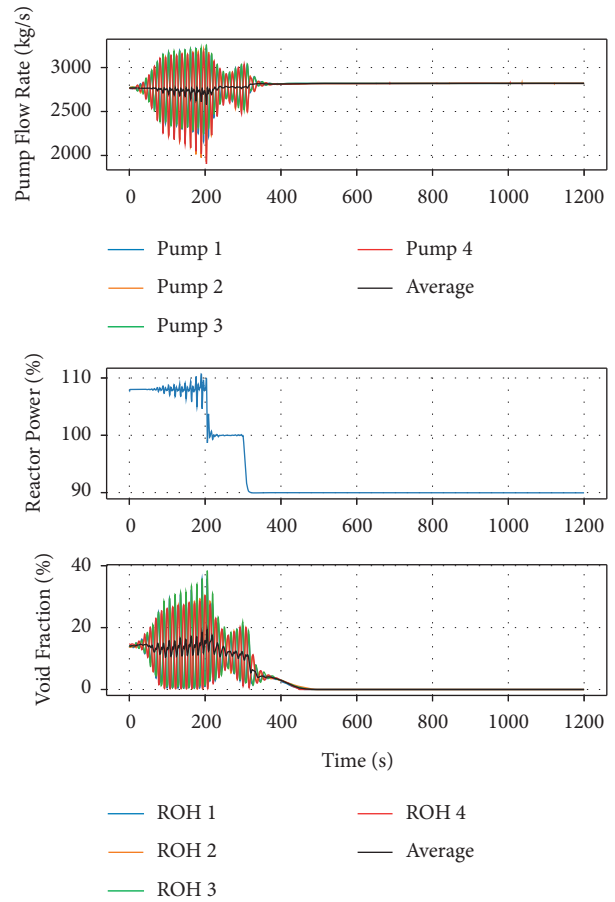 Pump Flow Rate (kg/s)
3000
2500
2000
0 200 400 600 800 1000 1200
Pump 1 Pump 4
Pump 2 Average
Pump 3
Reactor Power (%)
110
100
90
0 200 400 600 800 1000 1200
Void Fraction (%)
40
20
0
0 200 400 600 800 1000 1200
Time (s)
ROH 1 ROH 4
ROH 2 Average
ROH 3